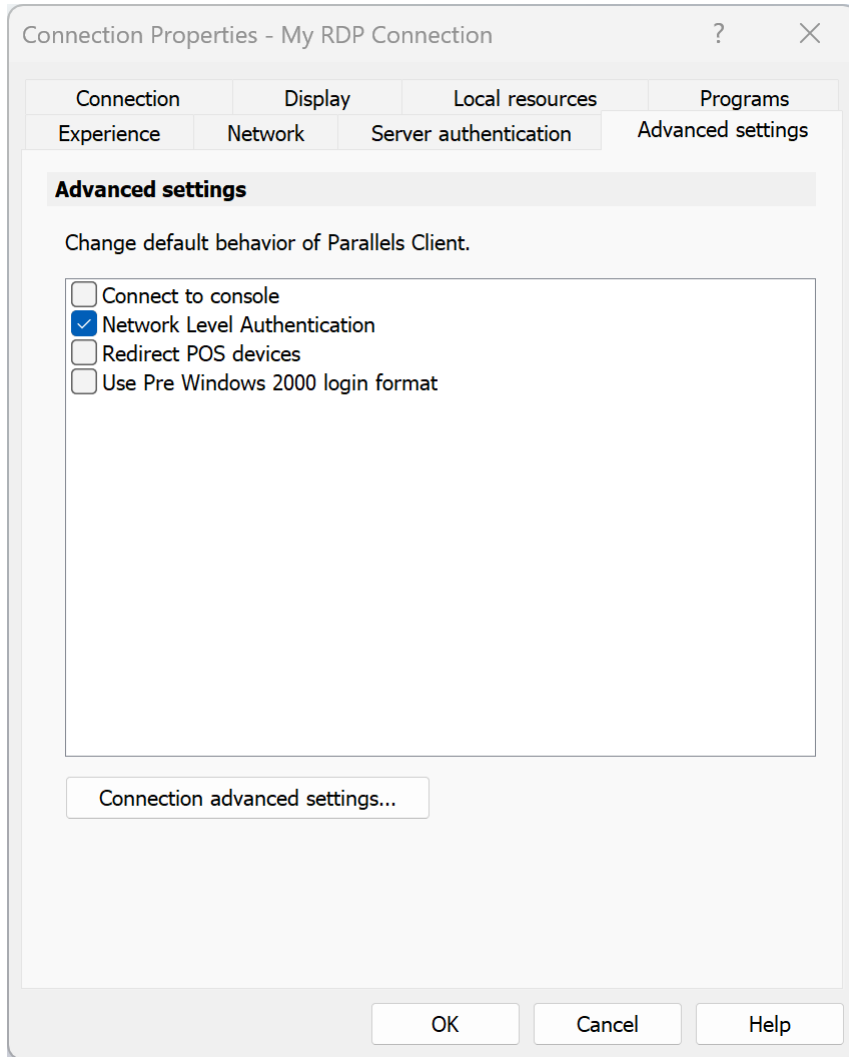 Connection Properties - My RDP Connection ?
Connection Display Local resources Programs
Experience Network Server authentication Advanced settings
Advanced settings
Change default behavior of Parallels Client.
Connect to console
Network Level Authentication
Redirect POS devices
Use Pre Windows 2000 login format
Connection advanced settings...
OK Cancel Help